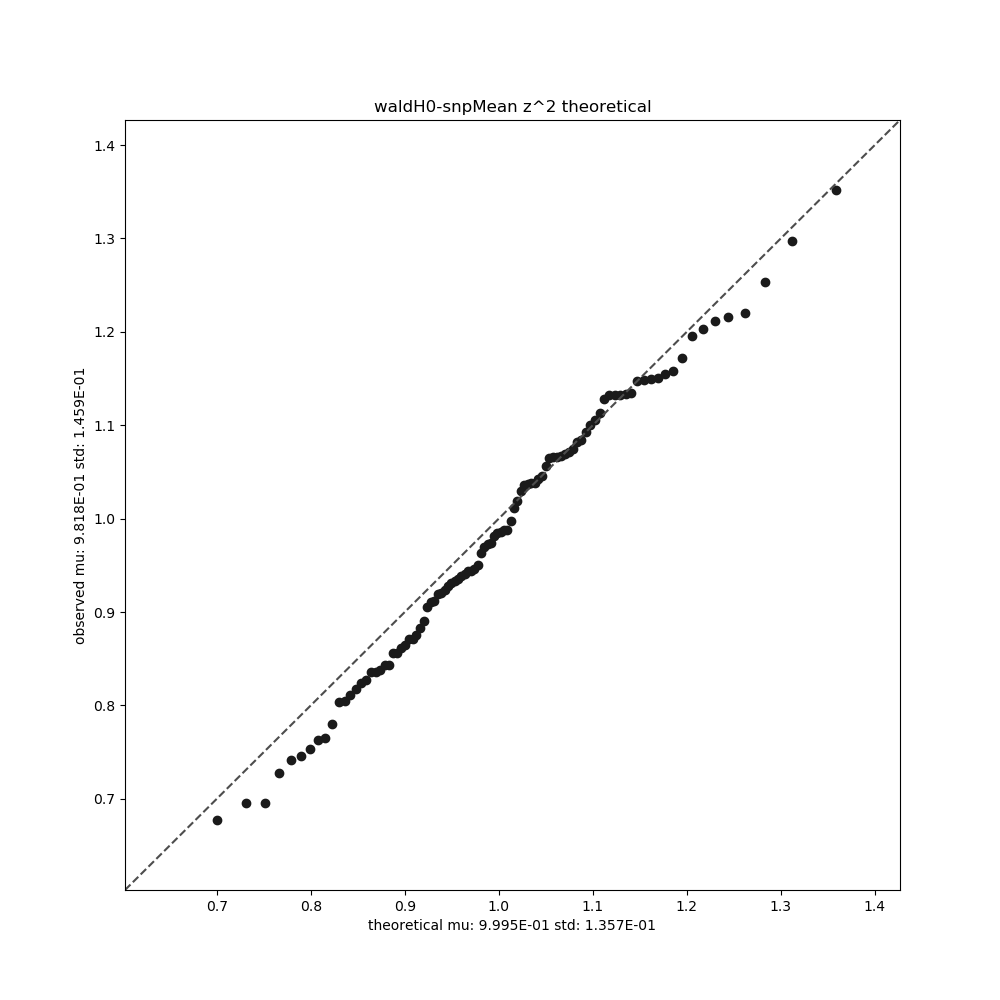 waldH0-snpMean z^2 theoretical
observed mu: 9.818E-01 std: 1.459E-01
1.4
1.3
1.2
1.1
1.0
0.9
0.8
0.7
0.7 0.8 0.9 1.0 1.1 1.2 1.3 1.4
theoretical mu: 9.995E-01 std: 1.357E-01